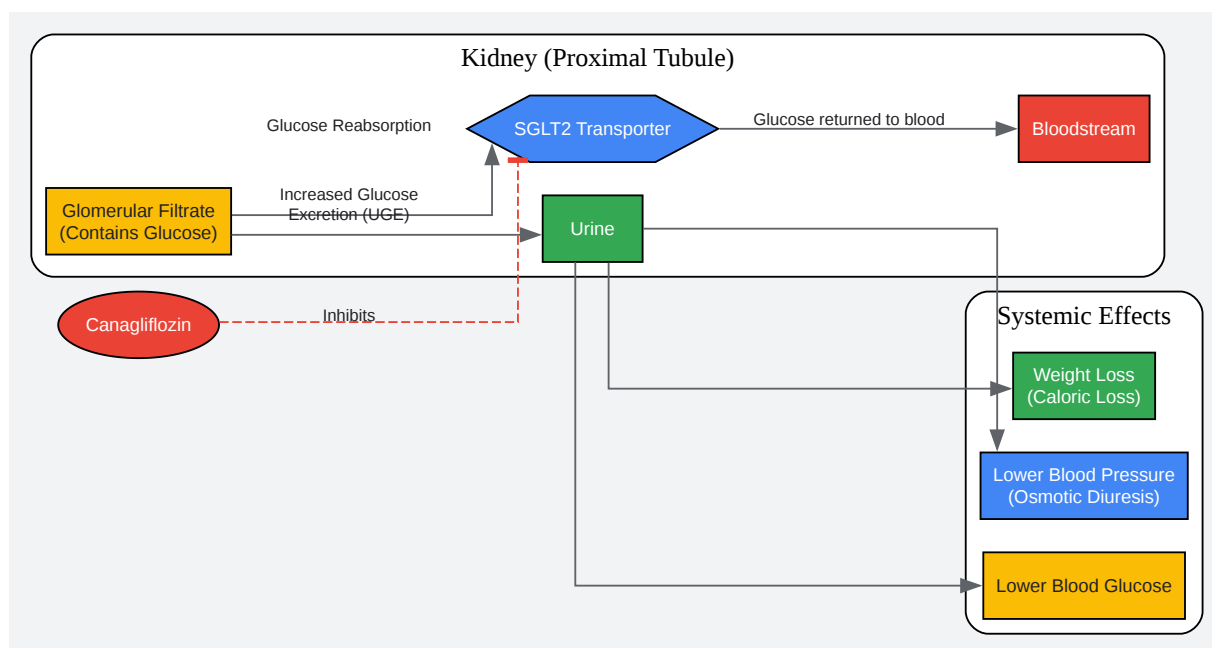 Kidney (Proximal Tubule)
Glucose Reabsorption
SGLT2 Transporter
Glucose returned to blood
Bloodstream
Glomerular Filtrate
(Contains Glucose)
Increased Glucose
Excretion (UGE)
Urine
Canagliflozin
Inhibits
Systemic Effects
Weight Loss
(Caloric Loss)
Lower Blood Pressure
(Osmotic Diuresis)
Lower Blood Glucose